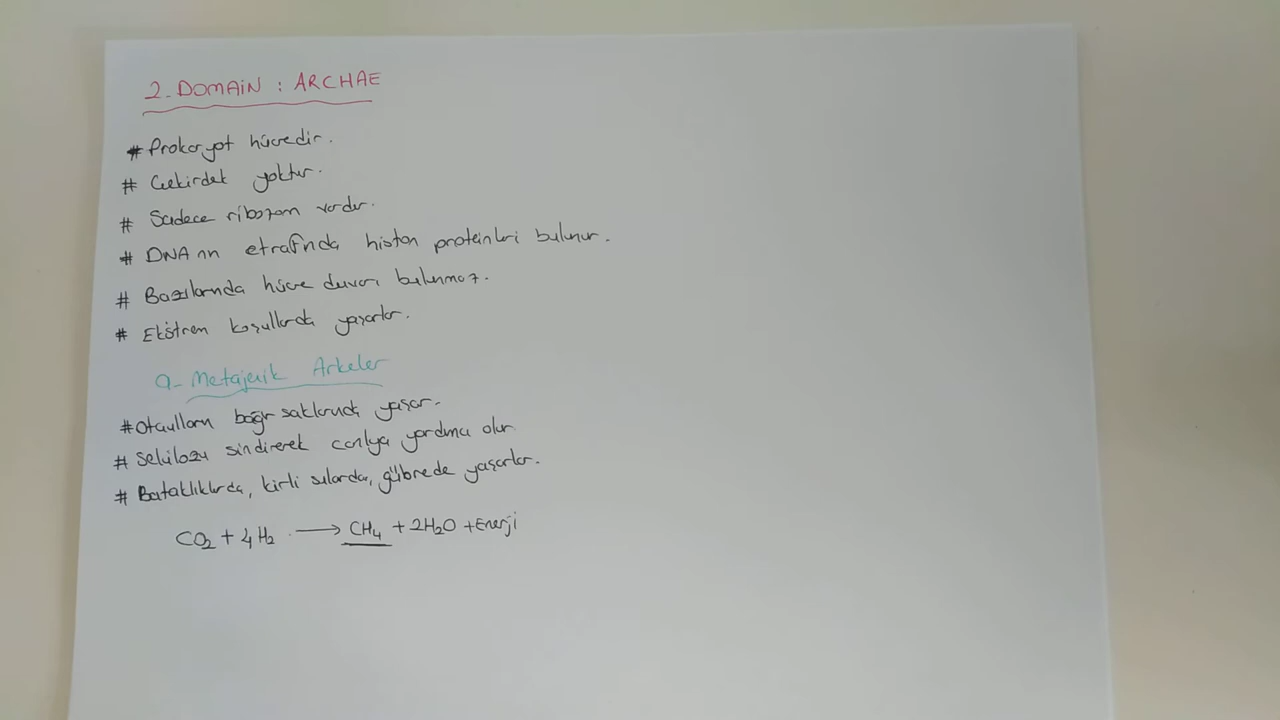 2. DOMAİN : ARCHAE
# Prokaryot hücredir.
# Çekirdek yoktur.
# Sadece ribozom vardır.
# DNA nın etrafında histon proteinleri bulunur.
# Bazılarında hücre duvarı bulunmaz.
# Ekstrem koşullarda yaşarlar.
a- Metajenik Arkeler
# Otçulların bağırsaklarında yaşar.
# Selülozu sindirerek canlıya yardımcı olur
# Bataklıklarda, kirli sularda, gübrede yaşarlar.
CO₂ + 4H₂ → CH₄ + 2H₂O + Enerji